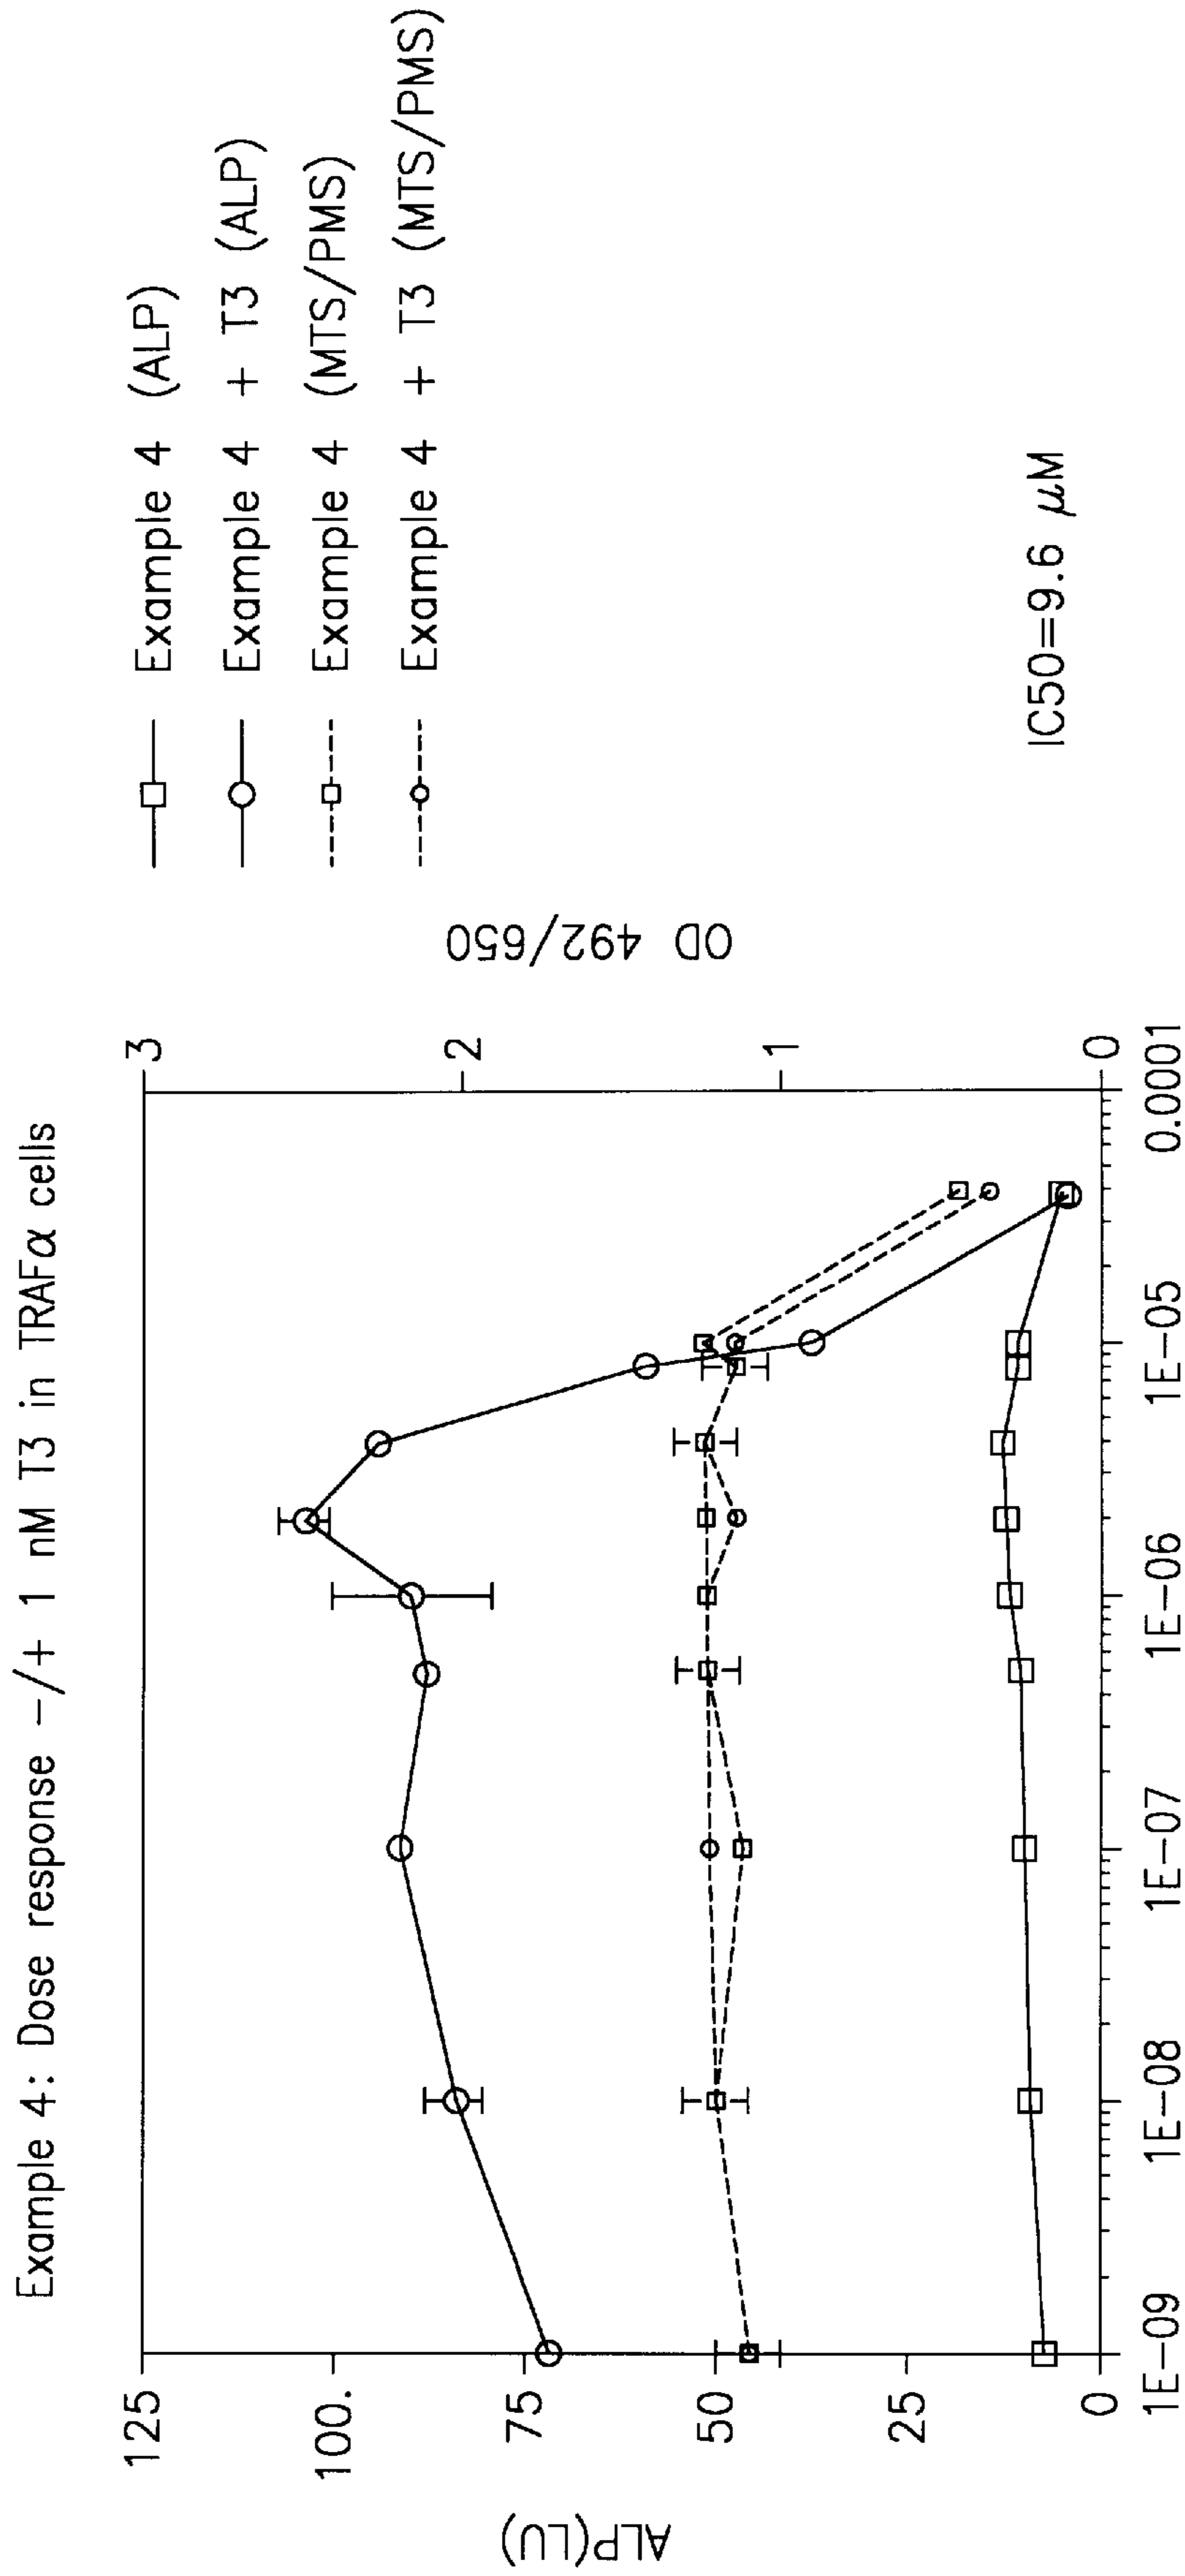 Example 4: Dose response -/+ 1 nM T3 in TRAFα cells
ALP(LU)
125
100.
75
50
25
0
1E-09
1E-08
1E-07
1E-06
1E-05
0.0001
3
2
1
0
OD 492/650
Example 4 (ALP)
Example 4 + T3 (ALP)
Example 4 (MTS/PMS)
Example 4 + T3 (MTS/PMS)
IC50=9.6 μM